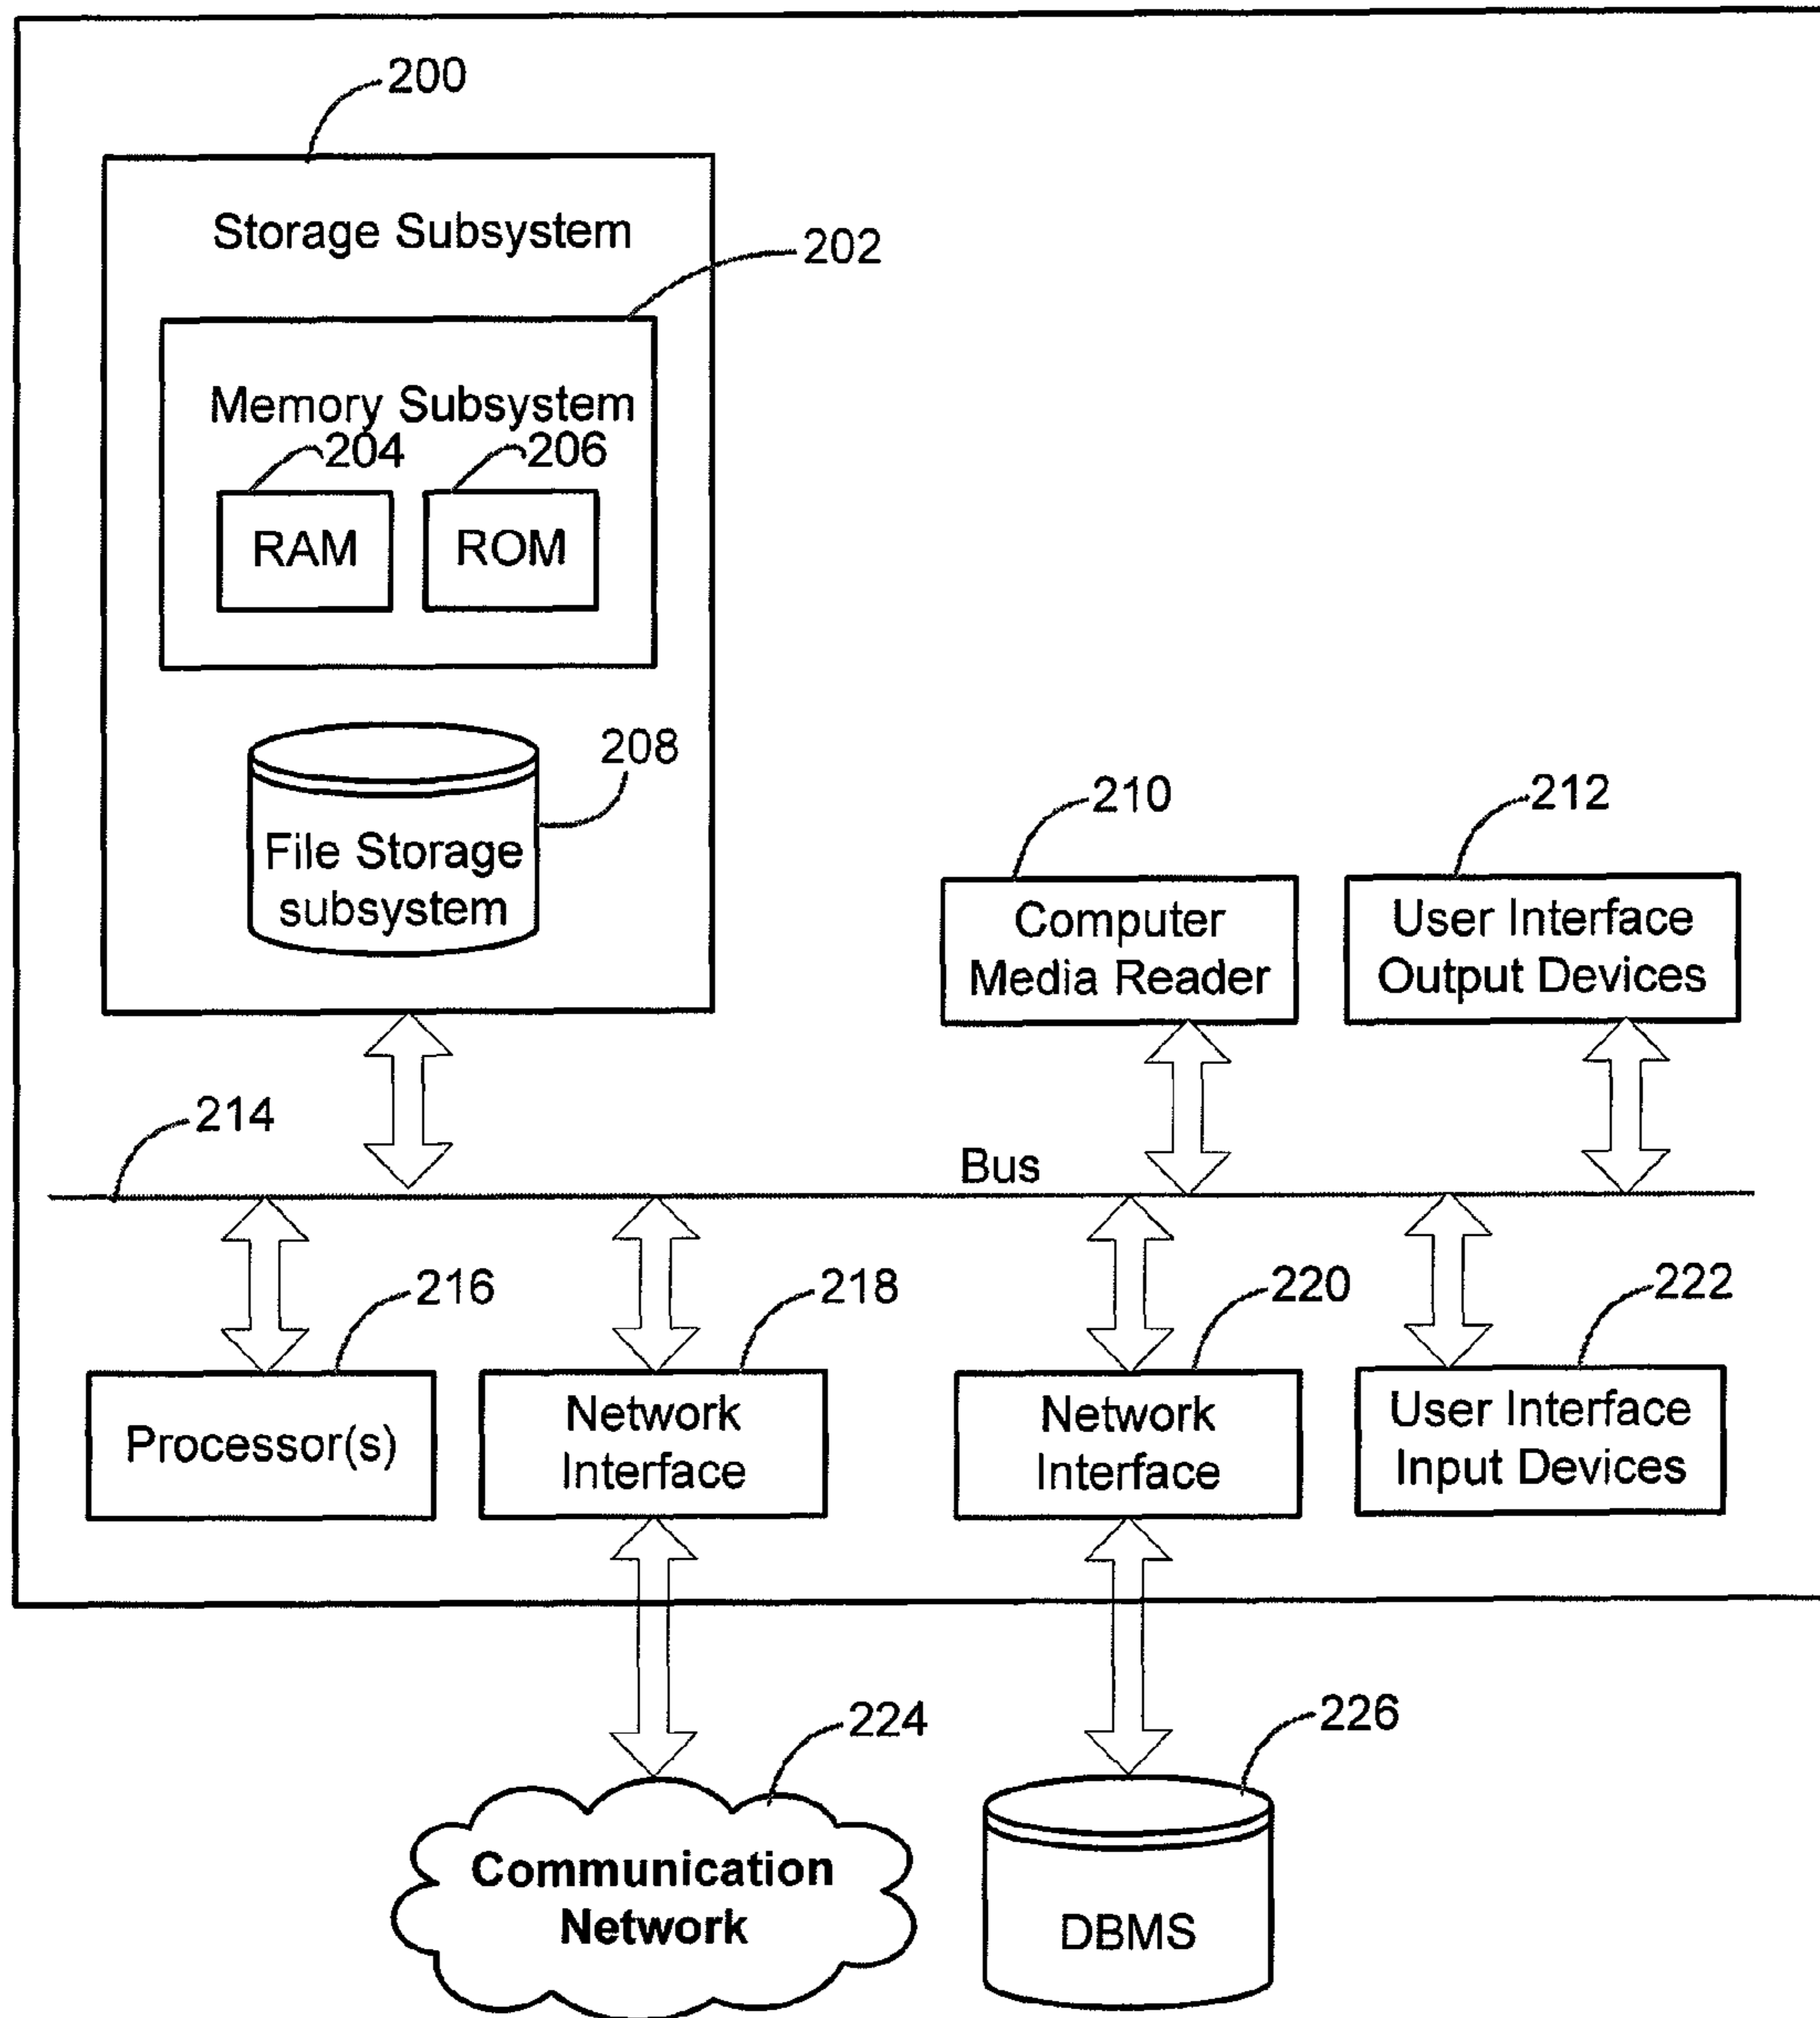 200
Storage Subsystem
202
Memory Subsystem
204
206
RAM
ROM
208
File Storage
subsystem
210
212
Computer
Media Reader
User Interface
Output Devices
214
Bus
216
218
220
222
Processor(s)
Network
Interface
Network
Interface
User Interface
Input Devices
224
226
Communication
Network
DBMS